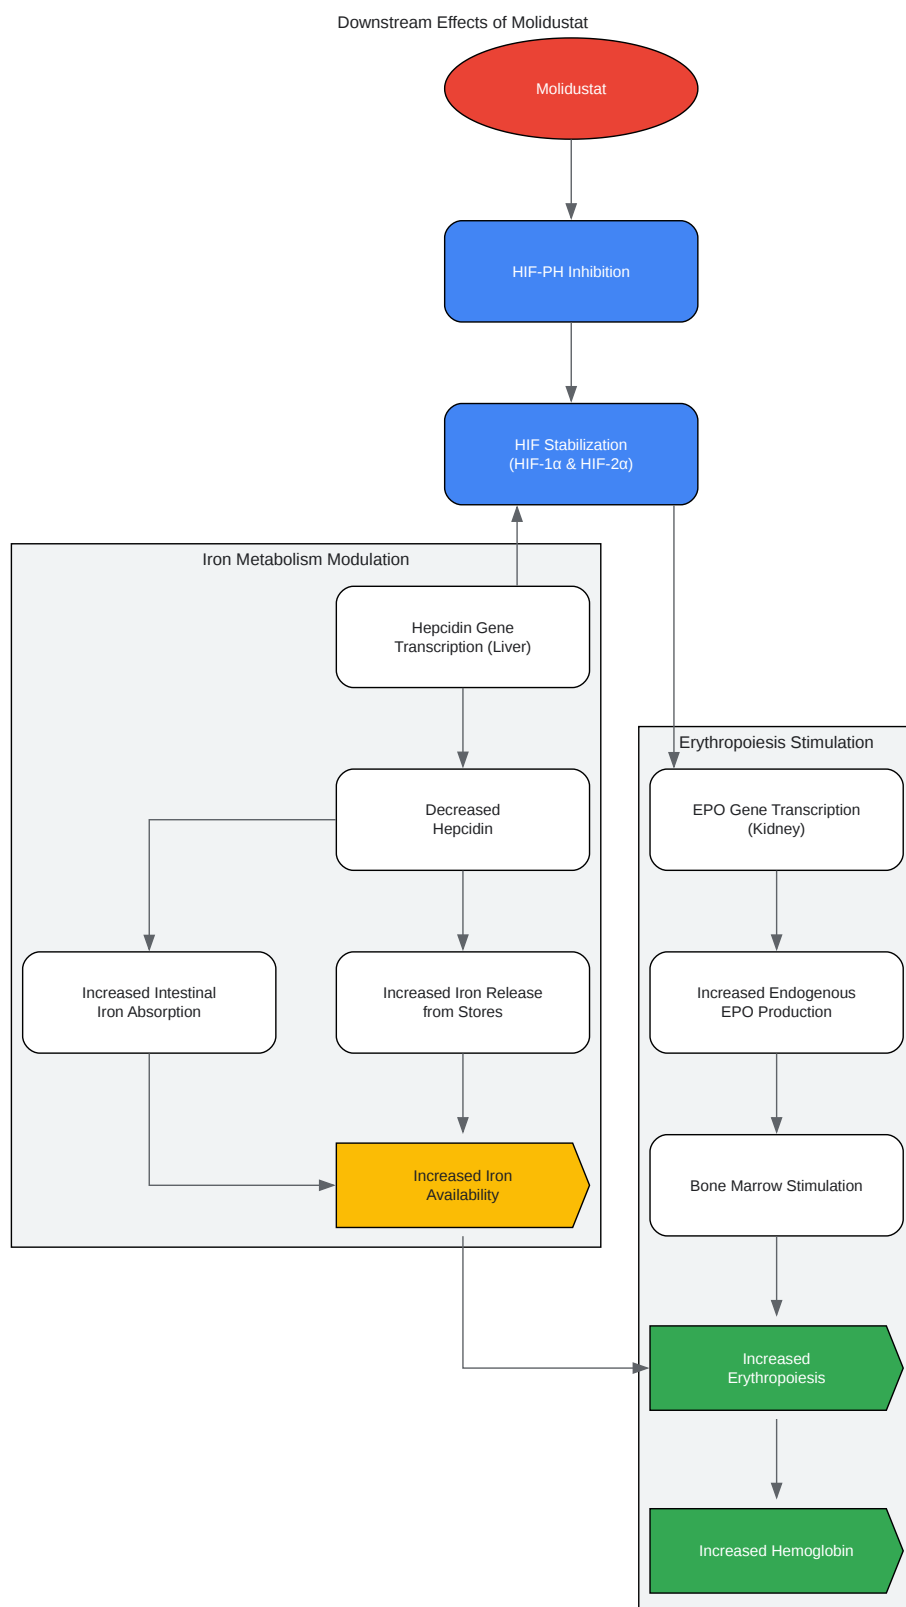 Downstream Effects of Molidustat
Molidustat
HIF-PH Inhibition
HIF Stabilization
(HIF-1α & HIF-2α)
Iron Metabolism Modulation
Hepcidin Gene
Transcription (Liver)
Erythropoiesis Stimulation
Decreased
Hepcidin
EPO Gene Transcription
(Kidney)
Increased Intestinal
Iron Absorption
Increased Iron Release
from Stores
Increased Endogenous
EPO Production
Increased Iron
Availability
Bone Marrow Stimulation
Increased
Erythropoiesis
Increased Hemoglobin